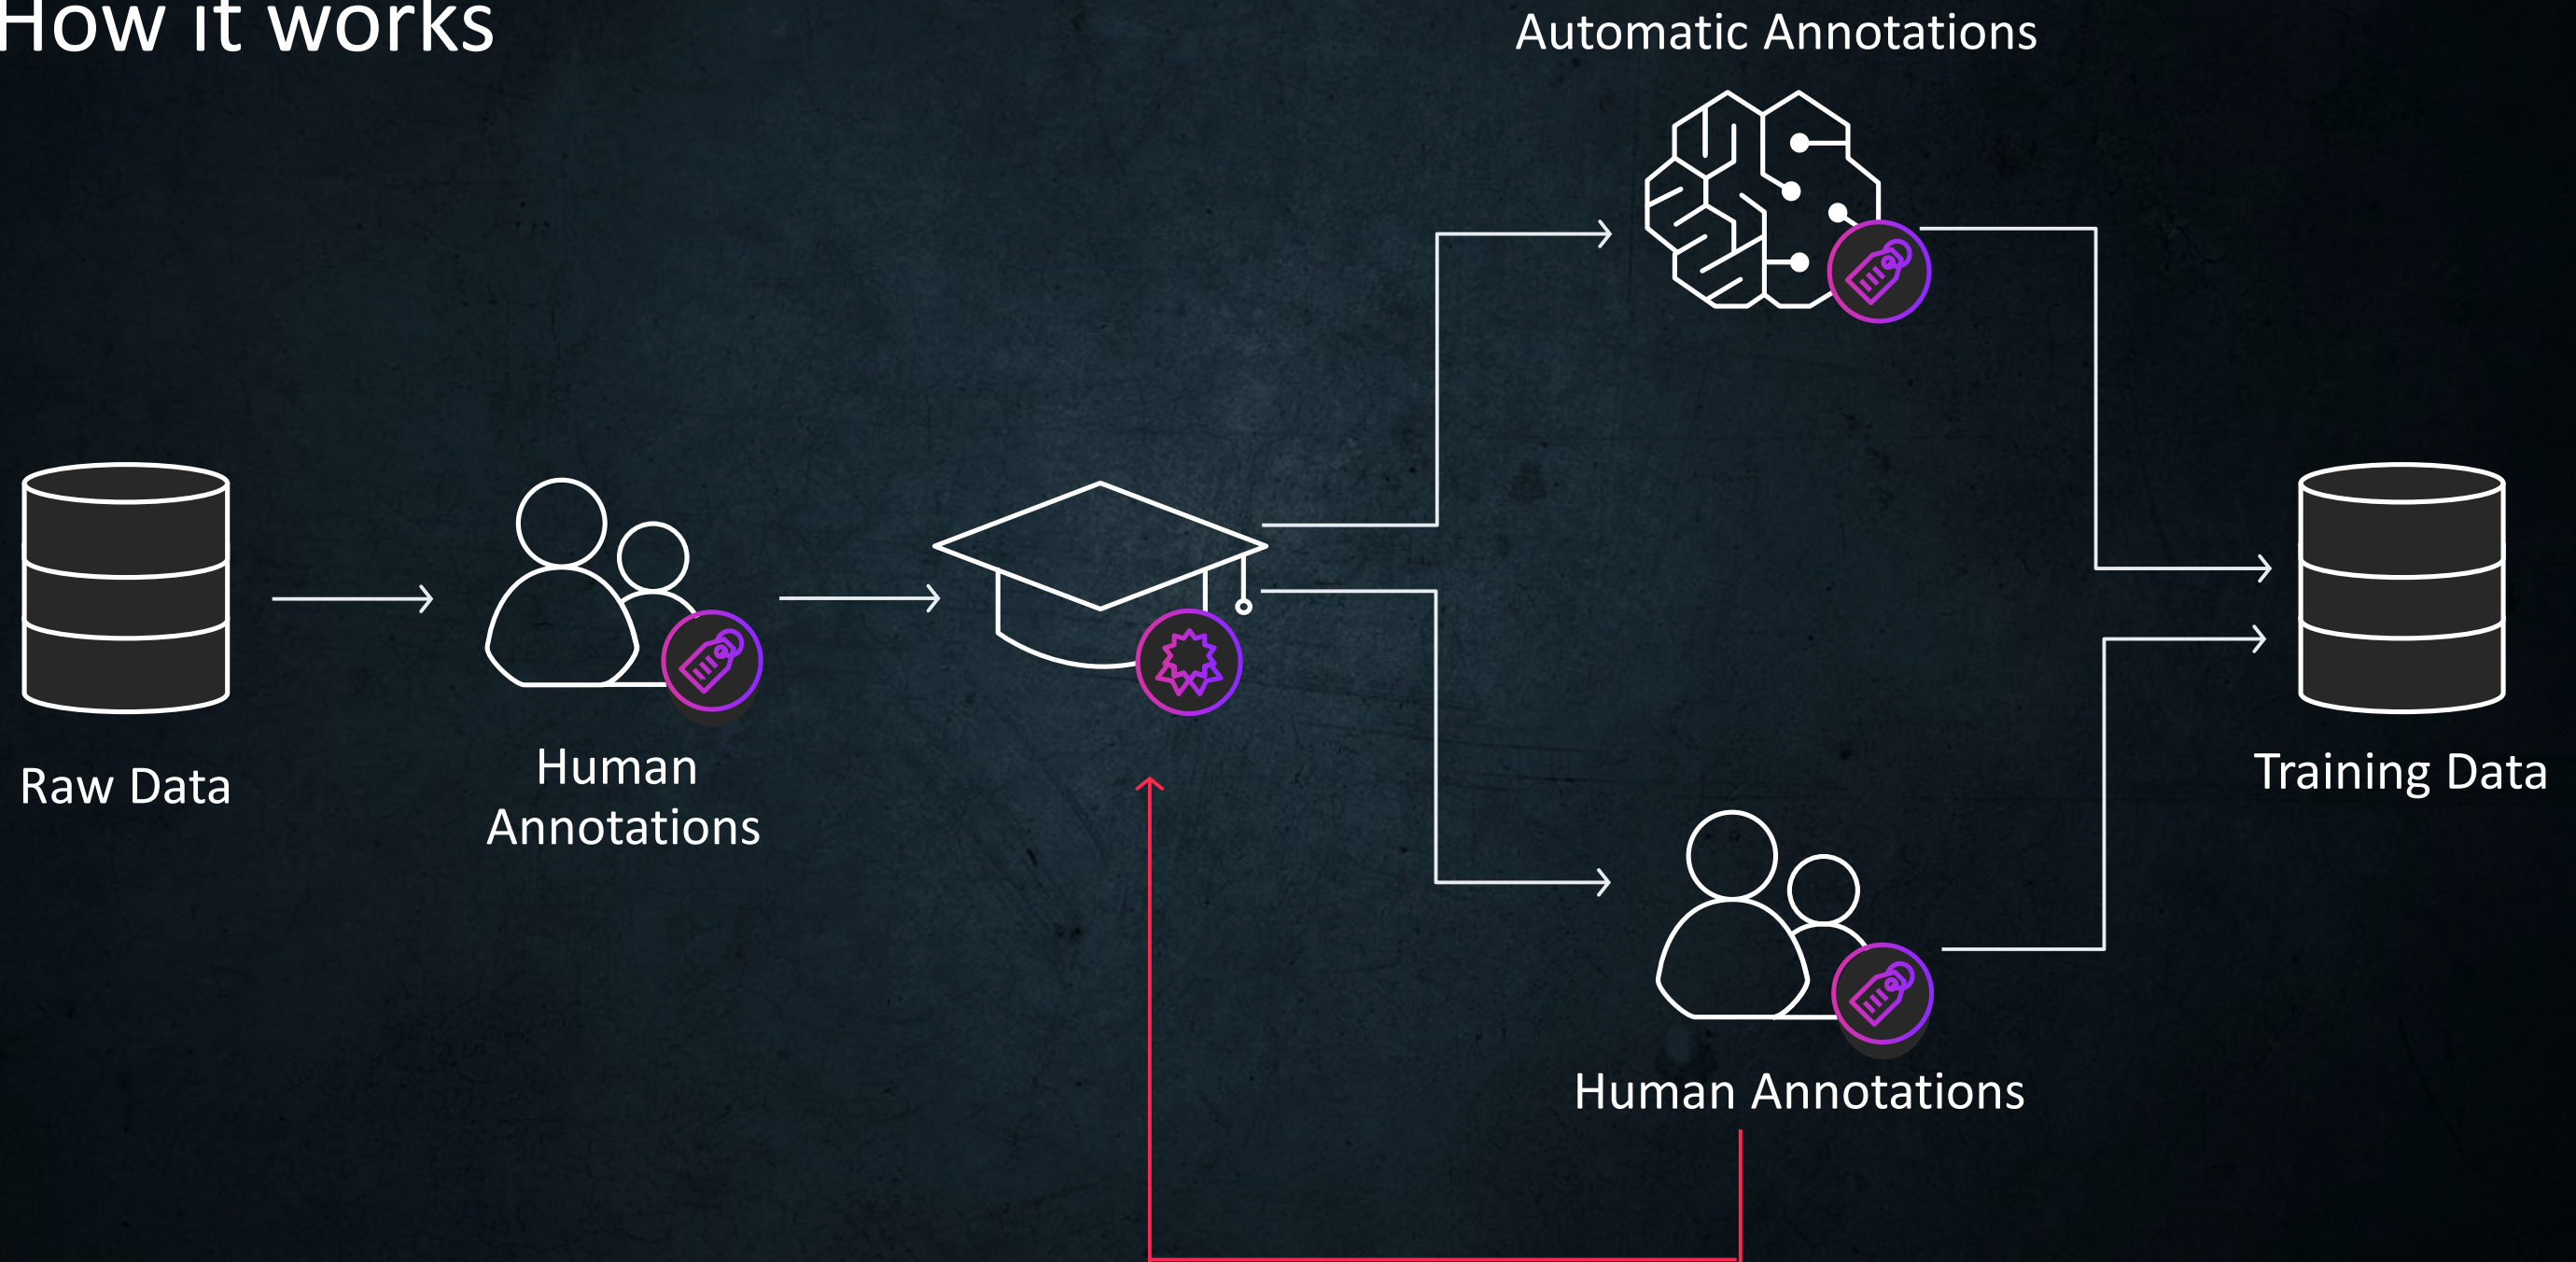 How it works
Automatic Annotations
Raw Data
Human
Annotations
Training Data
Human Annotations